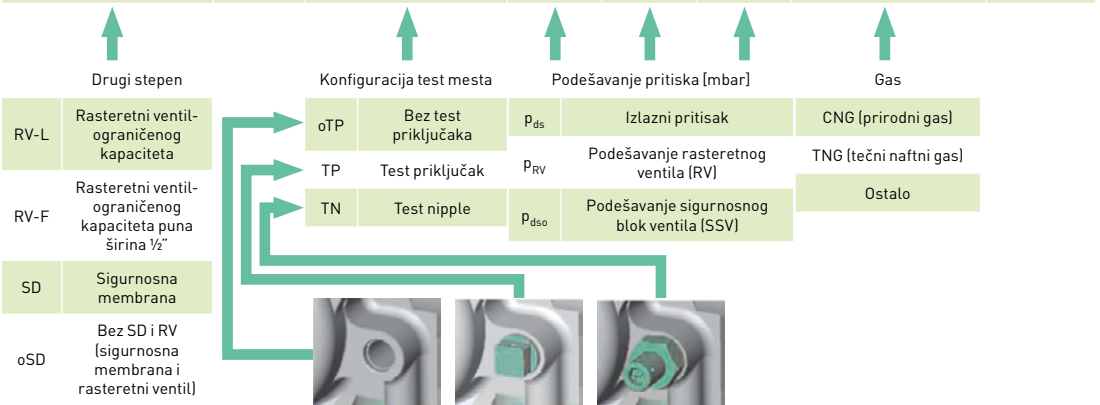 Drugi stepen
RV-L
Rasteretni ventil-
ograničenog
kapaciteta
RV-F
Rasteretni ventil-
ograničenog
kapaciteta puna
širina ½”
SD
Sigurnosna
membrana
oSD
Bez SD i RV
(sigurnosna
membrana i
rasteretni ventil)
Konfiguracija test mesta
oTP
Bez test
priključaka
TP
Test priključak
TN
Test nipple
Podešavanje pritiska [mbar]
pds
Izlazni pritisak
pRV
Podešavanje rasteretnog
ventila (RV)
pdso
Podešavanje sigurnosnog
blok ventila (SSV)
Gas
CNG (prirodni gas)
TNG (tečni naftni gas)
Ostalo